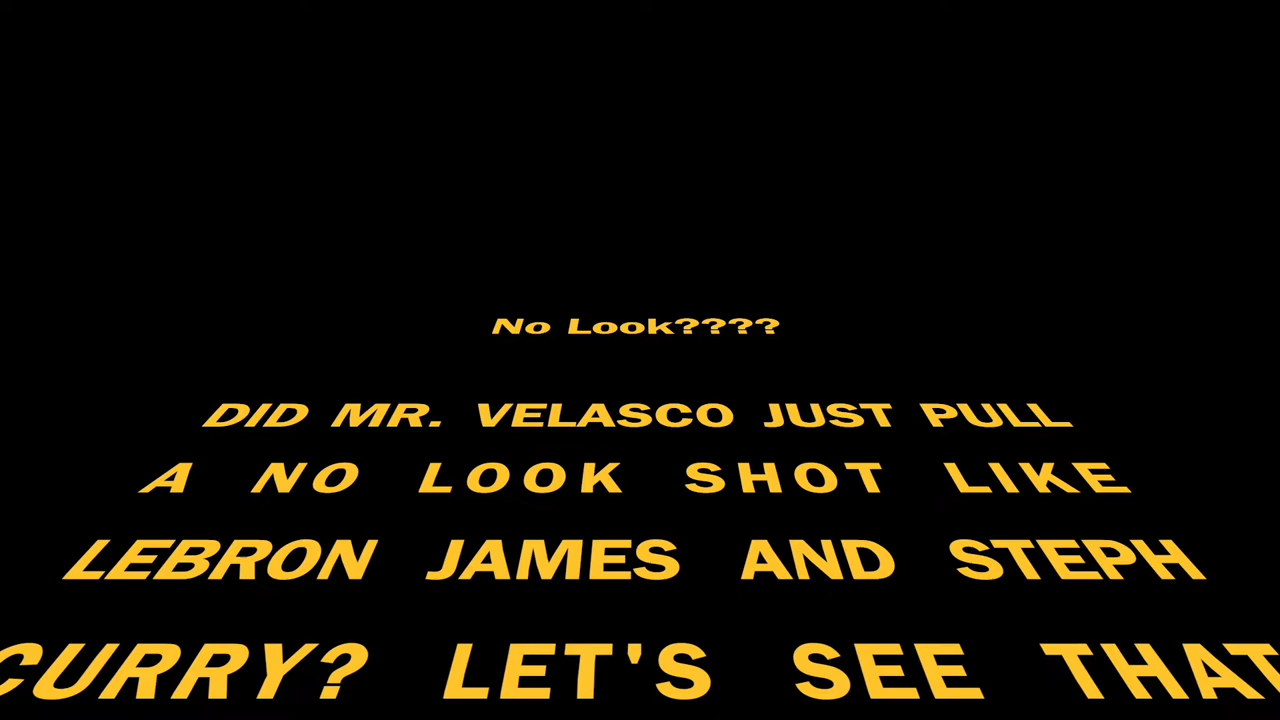 No Look????
DID MR. VELASCO JUST PULL
A NO LOOK SHOT LIKE
LEBRON JAMES AND STEPH
CURRY? LET'S SEE THAT